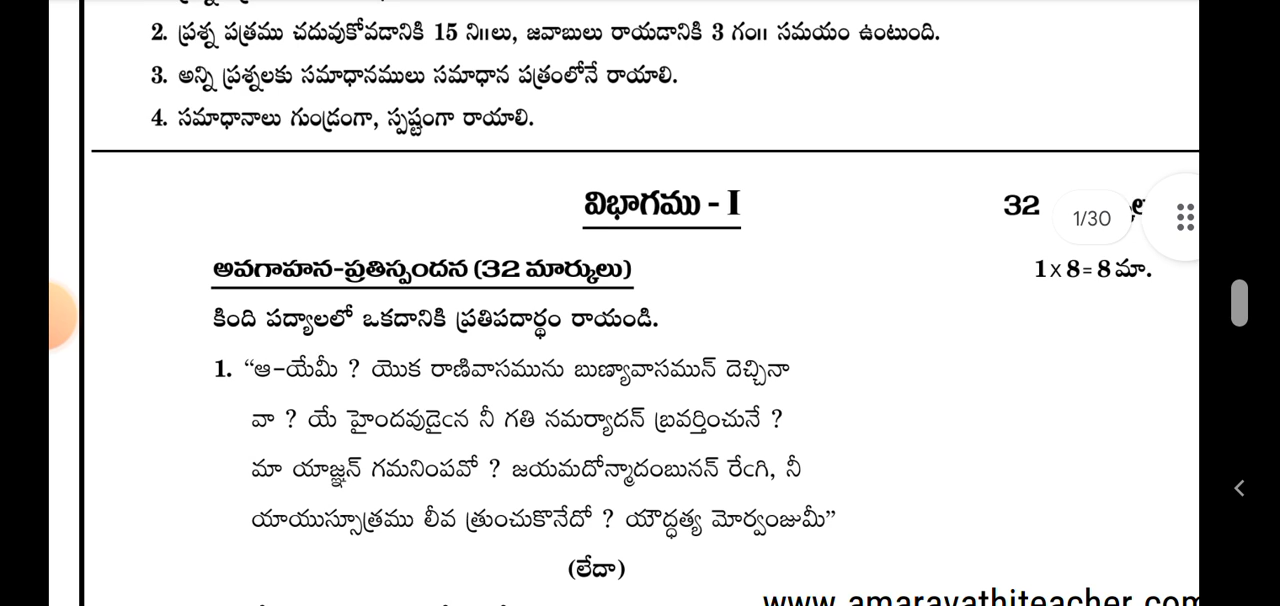 2. ప్రశ్న పత్రము చదువుకోవడానికి 15 ని॥లు, జవాబులు రాయడానికి 3 గం॥ సమయం ఉంటుంది.
3. అన్ని ప్రశ్నలకు సమాధానములు సమాధాన పత్రంలోనే రాయాలి.
4. సమాధానాలు గుండ్రంగా, స్పష్టంగా రాయాలి.
విభాగము - I
32
1/30
అవగాహన-ప్రతిస్పందన (32 మార్కులు)
1 x 8 = 8 మా.
కింది పద్యాలలో ఒకదానికి ప్రతిపదార్థం రాయండి.
1. “ఆ-యేమీ ? యొక రాణివాసమును బుణ్యావాసమున్ దెచ్చినా
వా ? యే హైందవుడైఁన నీ గతి నమర్యాదన్ బ్రవర్తించునే ?
మా యాజ్ఞన్ గమనింపవో ? జయమదోన్మాదంబునన్ రేఁగి, నీ
యాయుస్సూత్రము లీవ త్రుంచుకొనేదో ? యౌద్ధత్య మోర్వంజుమీ”
(లేదా)
www.amaravathiteacher.com